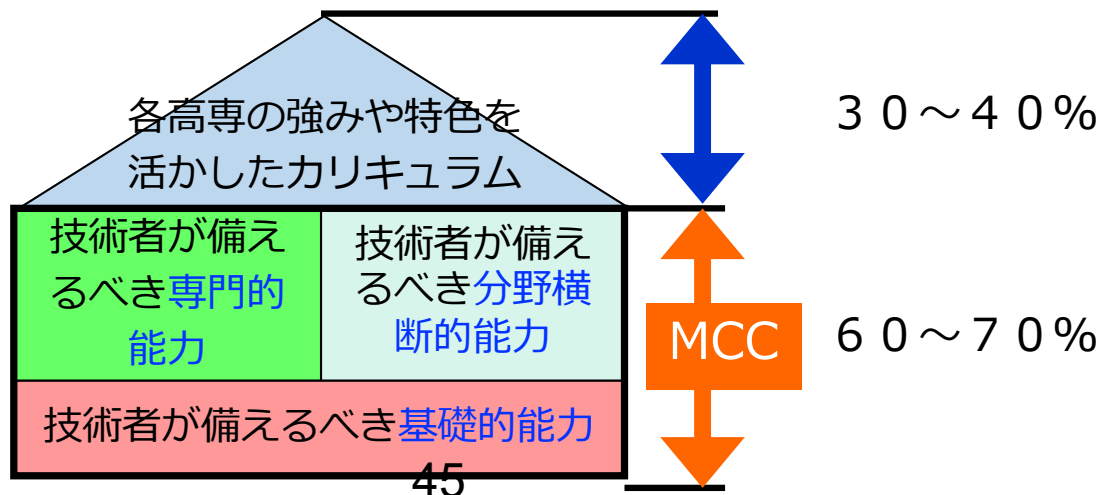 各高専の強みや特色を
活かしたカリキュラム
３０～４０%
技術者が備え
るべき専門的
能力
技術者が備え
るべき分野横
断的能力
MCC
６０～７０%
技術者が備えるべき基礎的能力
45